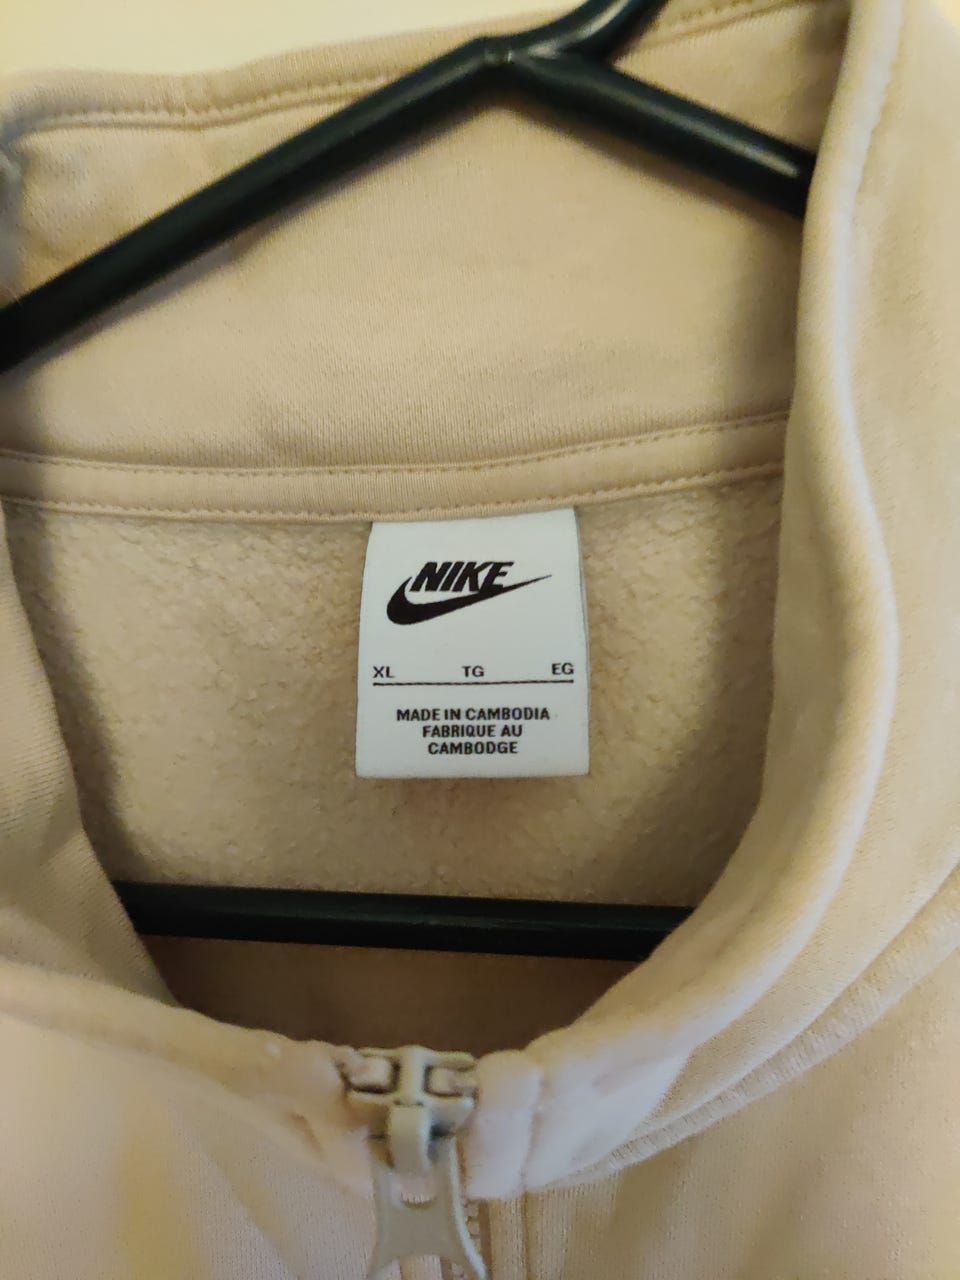 NIKE
XL TG EG
MADE IN CAMBODIA
FABRIQUE AU
CAMBODGE